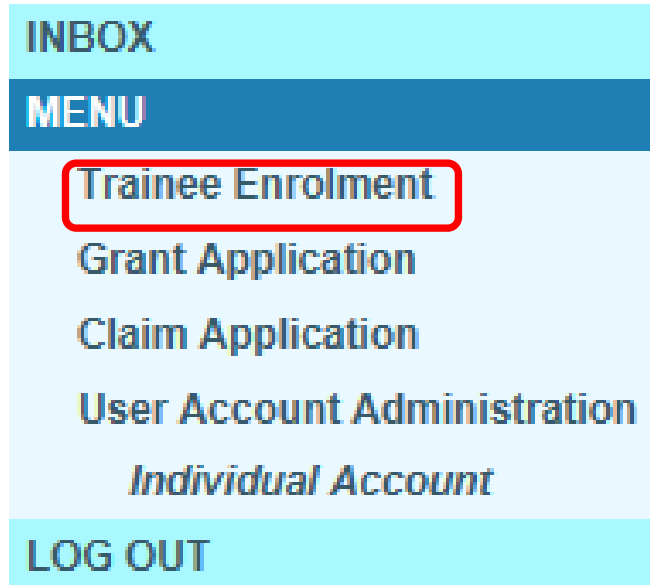 INBOX
MENU
Trainee Enrolment
Grant Application
Claim Application
User Account Administration
Individual Account
LOG OUT